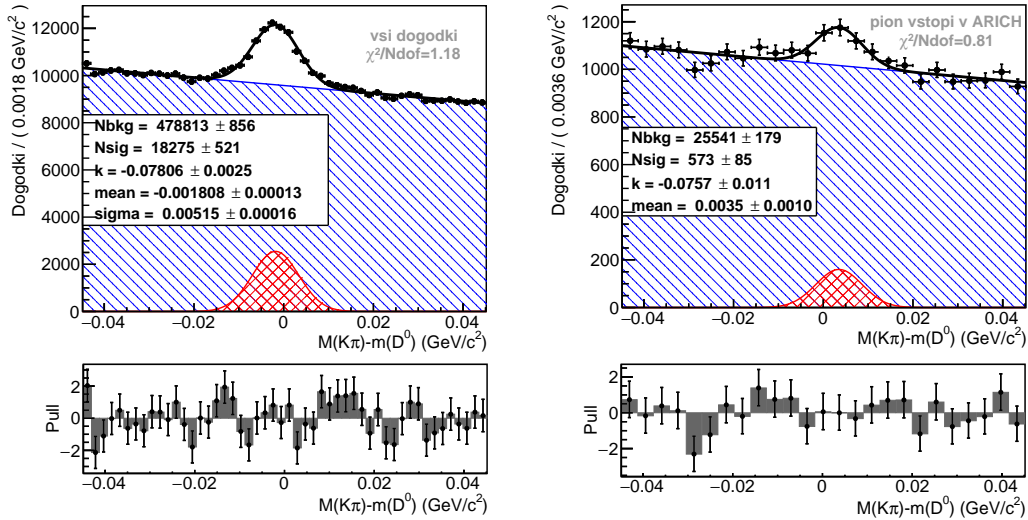 vsi dogodki
χ²/Ndof=1.18
Dogodki / ( 0.0018 GeV/c² )
12000
10000
8000
6000
4000
2000
0
Nbkg = 478813 ± 856
Nsig = 18275 ± 521
k = -0.07806 ± 0.0025
mean = -0.001808 ± 0.00013
sigma = 0.00515 ± 0.00016
−0.04 −0.02 0 0.02 0.04
M(Kπ)-m(D⁰) (GeV/c²)
Pull
2
0
−2
−0.04 −0.02 0 0.02 0.04
M(Kπ)-m(D⁰) (GeV/c²)
pion vstopi v ARICH
χ²/Ndof=0.81
Dogodki / ( 0.0036 GeV/c² )
1200
1000
800
600
400
200
0
Nbkg = 25541 ± 179
Nsig = 573 ± 85
k = -0.0757 ± 0.011
mean = 0.0035 ± 0.0010
−0.04 −0.02 0 0.02 0.04
M(Kπ)-m(D⁰) (GeV/c²)
Pull
2
0
−2
−0.04 −0.02 0 0.02 0.04
M(Kπ)-m(D⁰) (GeV/c²)